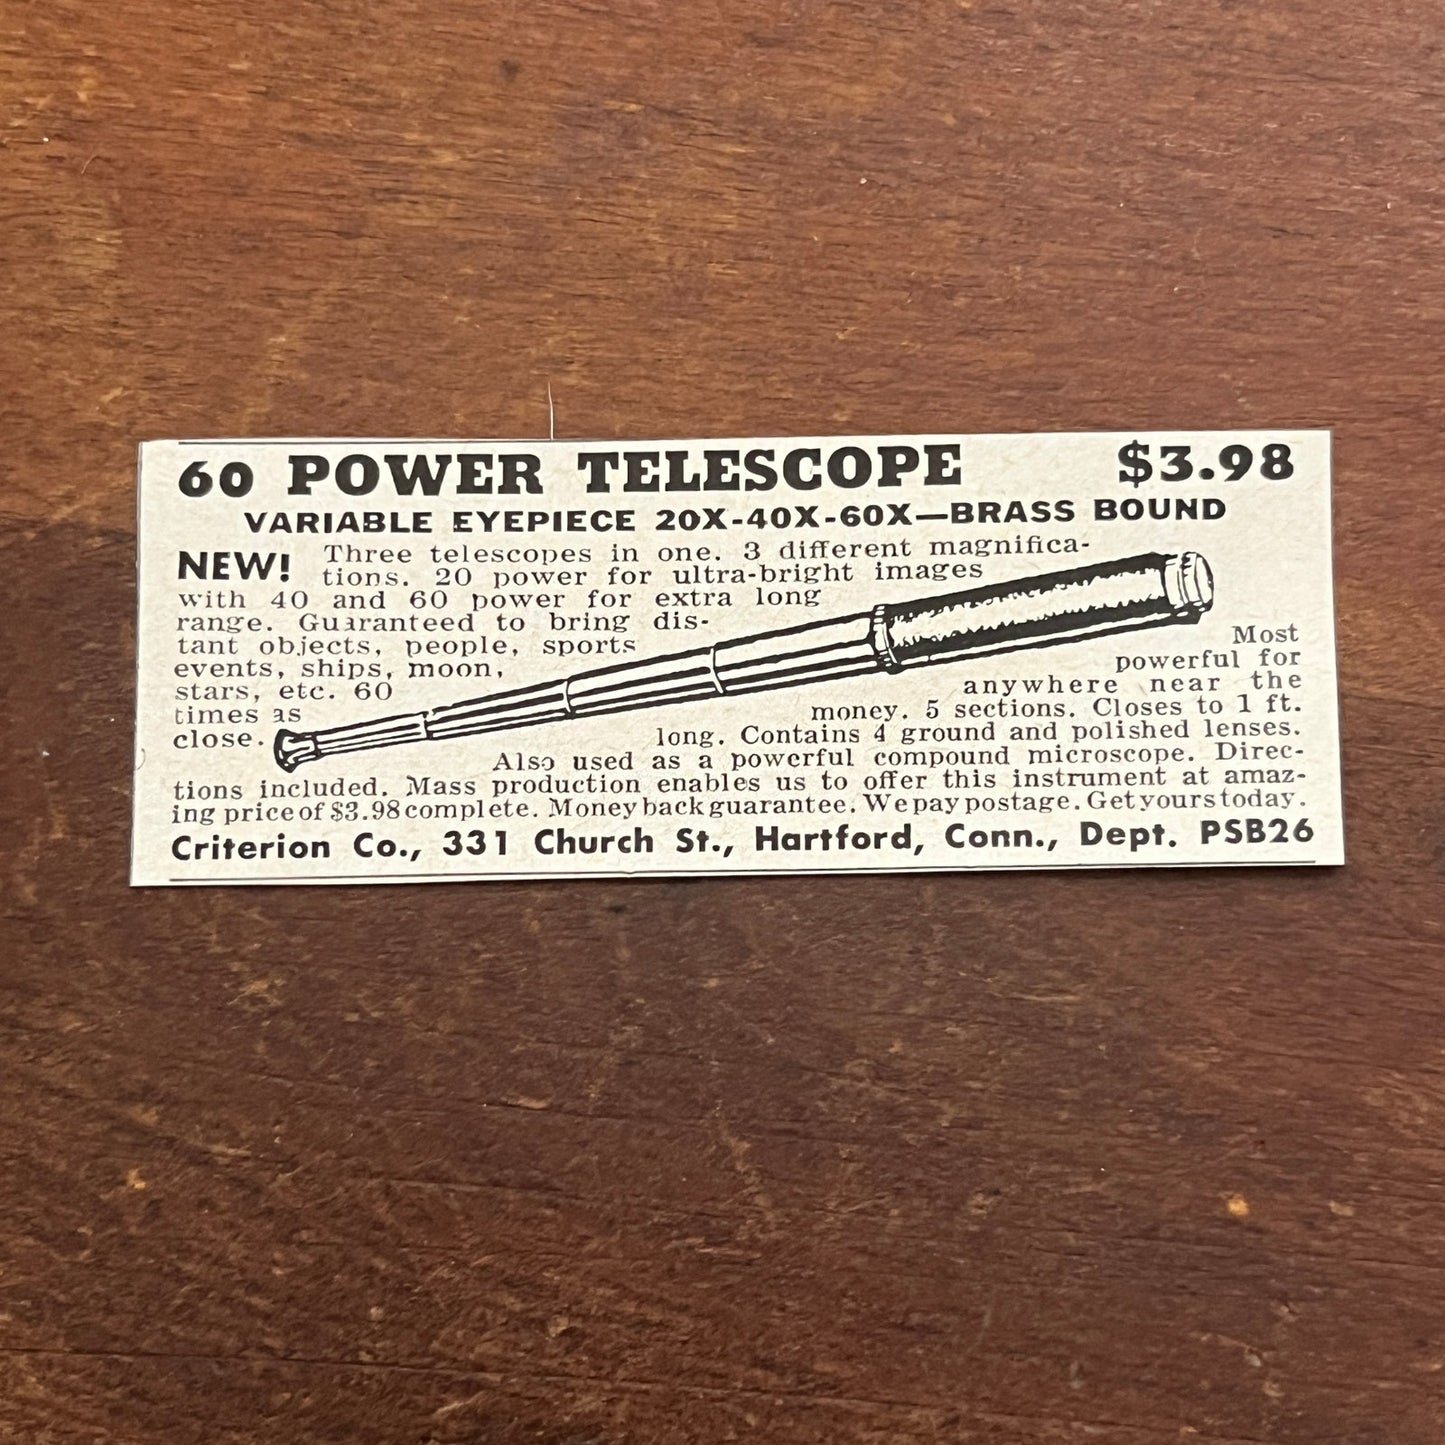 60 POWER TELESCOPE $3.98
VARIABLE EYEPIECE 20X-40X-60X—BRASS BOUND
NEW! Three telescopes in one. 3 different magnifica-
tions. 20 power for ultra-bright images
with 40 and 60 power for extra long
range. Guaranteed to bring dis-
tant objects, people, sports
events, ships, moon,
stars, etc. 60
times as
close.
Most
powerful for
anywhere near the
money. 5 sections. Closes to 1 ft.
long. Contains 4 ground and polished lenses.
Also used as a powerful compound microscope. Direc-
tions included. Mass production enables us to offer this instrument at amaz-
ing price of $3.98 complete. Money back guarantee. We pay postage. Get yours today.
Criterion Co., 331 Church St., Hartford, Conn., Dept. PSB26